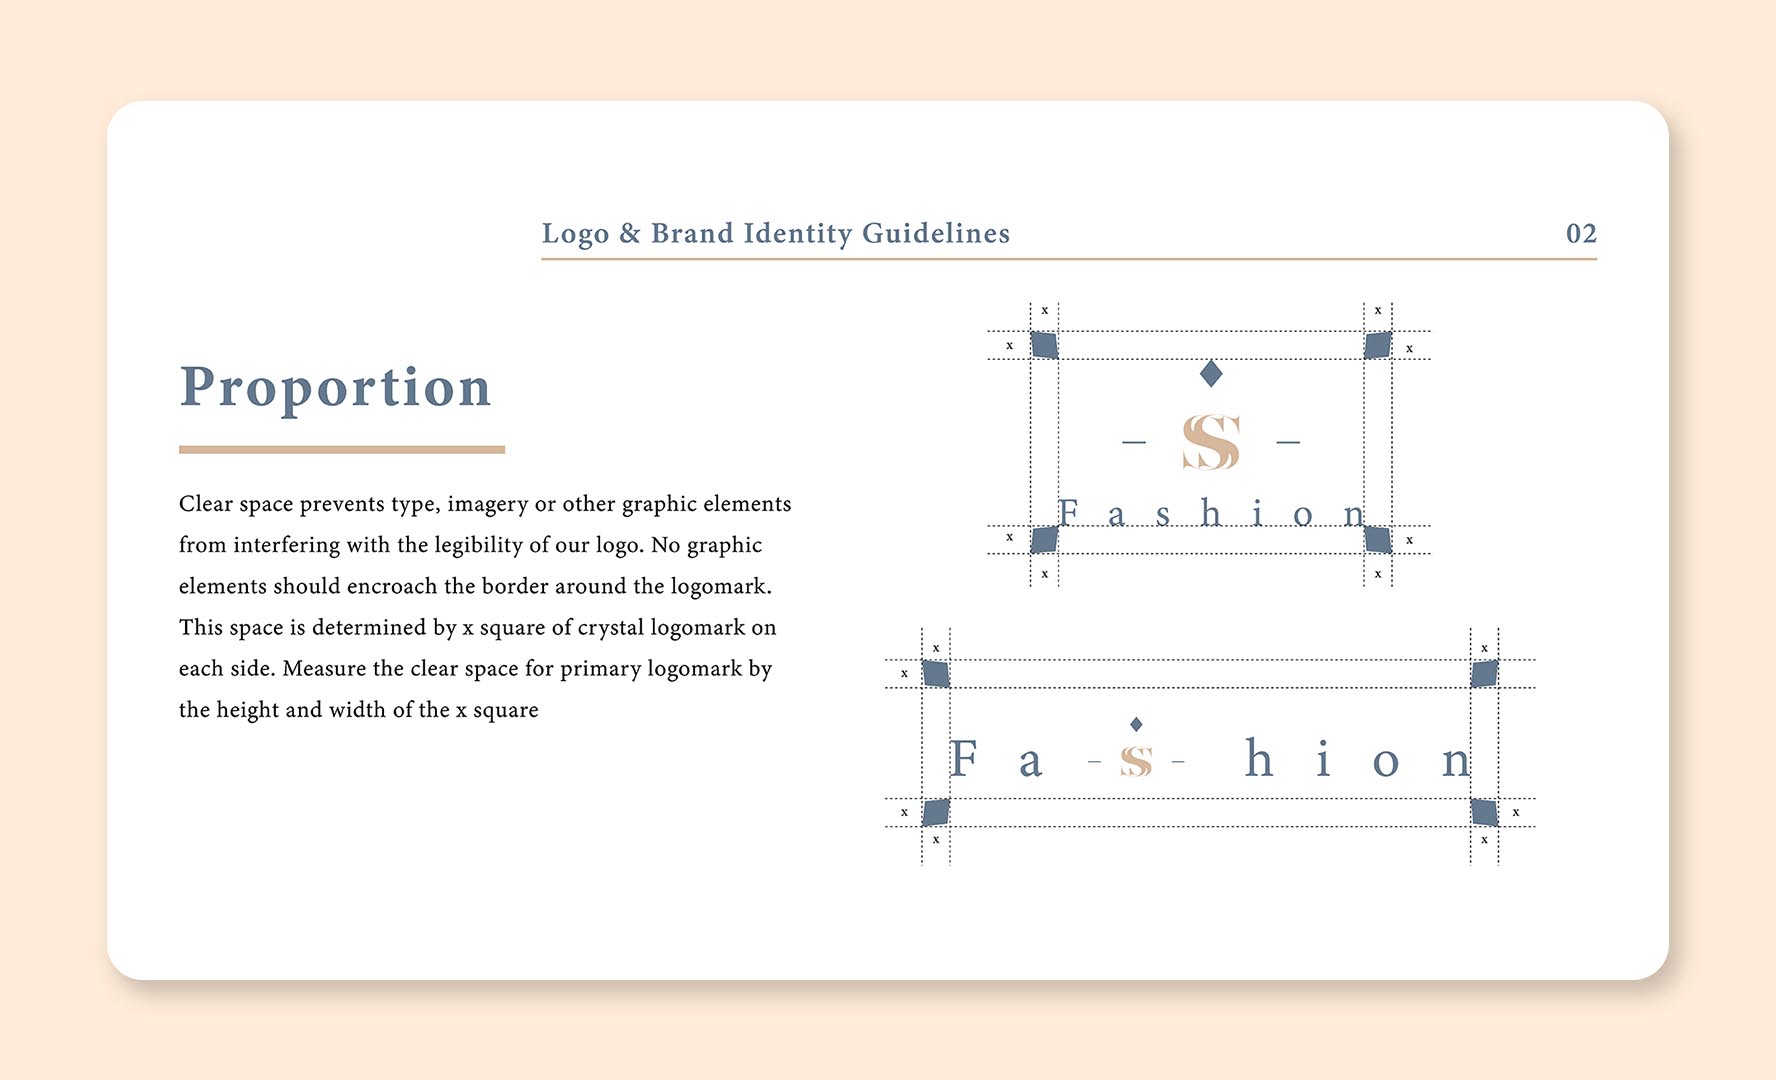 Logo & Brand Identity Guidelines 02
Proportion
Clear space prevents type, imagery or other graphic elements
from interfering with the legibility of our logo. No graphic
elements should encroach the border around the logomark.
This space is determined by x square of crystal logomark on
each side. Measure the clear space for primary logomark by
the height and width of the x square
x x
x x
- S -
Fashion
x x
x x
x x
x
Fa - S - hion
x x
x x